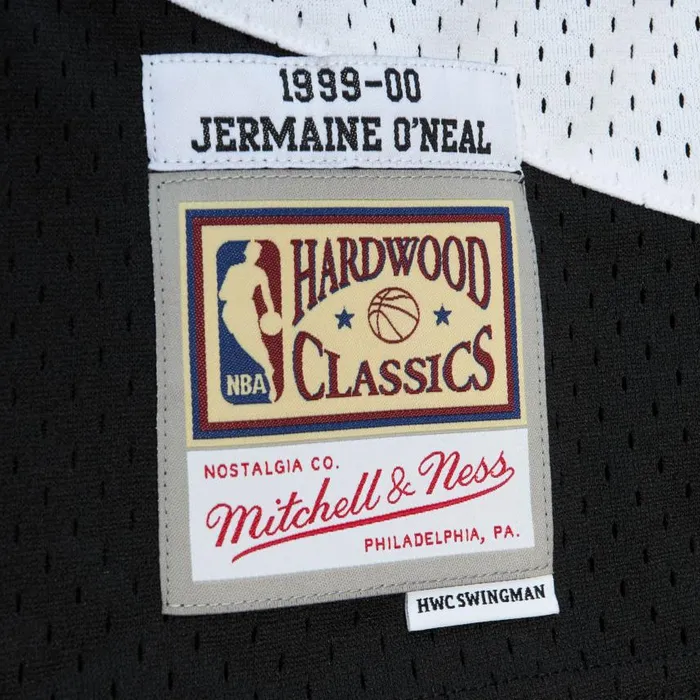 1999-00
JERMAINE O'NEAL
HARDWOOD
CLASSICS
NBA
NOSTALGIA CO.
Mitchell & Ness
PHILADELPHIA, PA.
HWC SWINGMAN